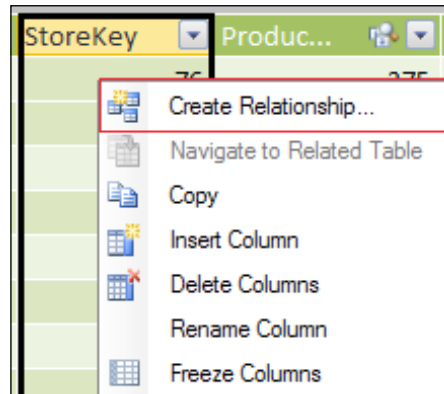 StoreKey Produc...
Create Relationship...
Navigate to Related Table
Copy
Insert Column
Delete Columns
Rename Column
Freeze Columns